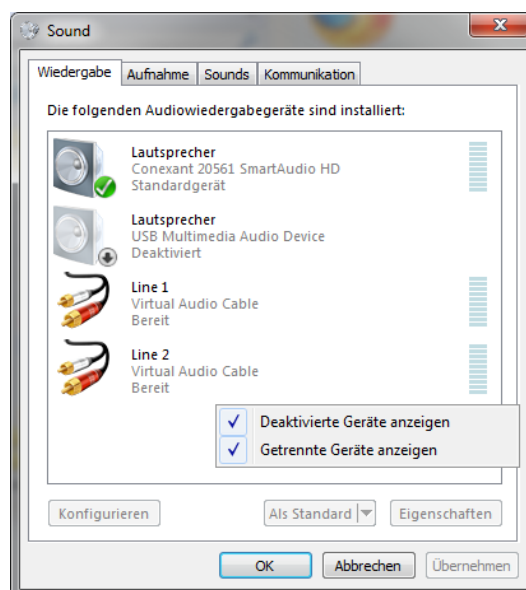 Sound
Wiedergabe Aufnahme Sounds Kommunikation
Die folgenden Audiowiedergabegeräte sind installiert:
Lautsprecher
Conexant 20561 SmartAudio HD
Standardgerät
Lautsprecher
USB Multimedia Audio Device
Deaktiviert
Line 1
Virtual Audio Cable
Bereit
Line 2
Virtual Audio Cable
Bereit
Deaktivierte Geräte anzeigen
Getrennte Geräte anzeigen
Konfigurieren Als Standard Eigenschaften
OK Abbrechen Übernehmen